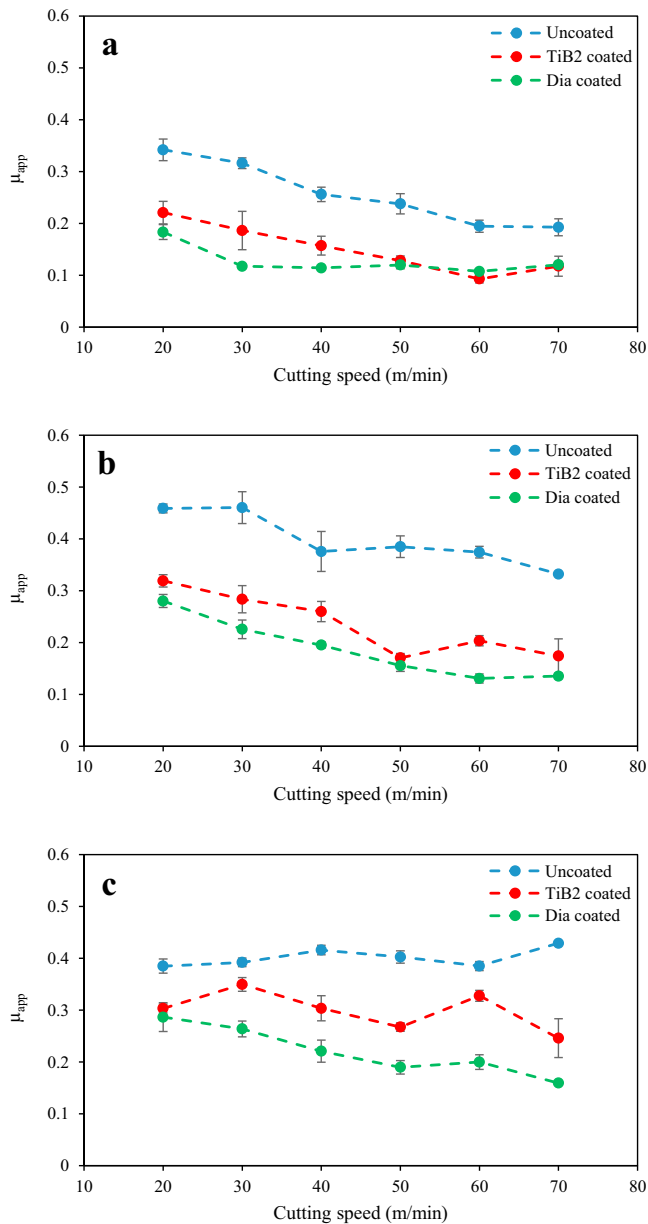 a
Uncoated
TiB2 coated
Dia coated
0.6
0.5
0.4
0.3
0.2
0.1
0
μapp
10 20 30 40 50 60 70 80
Cutting speed (m/min)
b
Uncoated
TiB2 coated
Dia coated
0.6
0.5
0.4
0.3
0.2
0.1
0
μapp
10 20 30 40 50 60 70 80
Cutting speed (m/min)
c
Uncoated
TiB2 coated
Dia coated
0.6
0.5
0.4
0.3
0.2
0.1
0
μapp
10 20 30 40 50 60 70 80
Cutting speed (m/min)